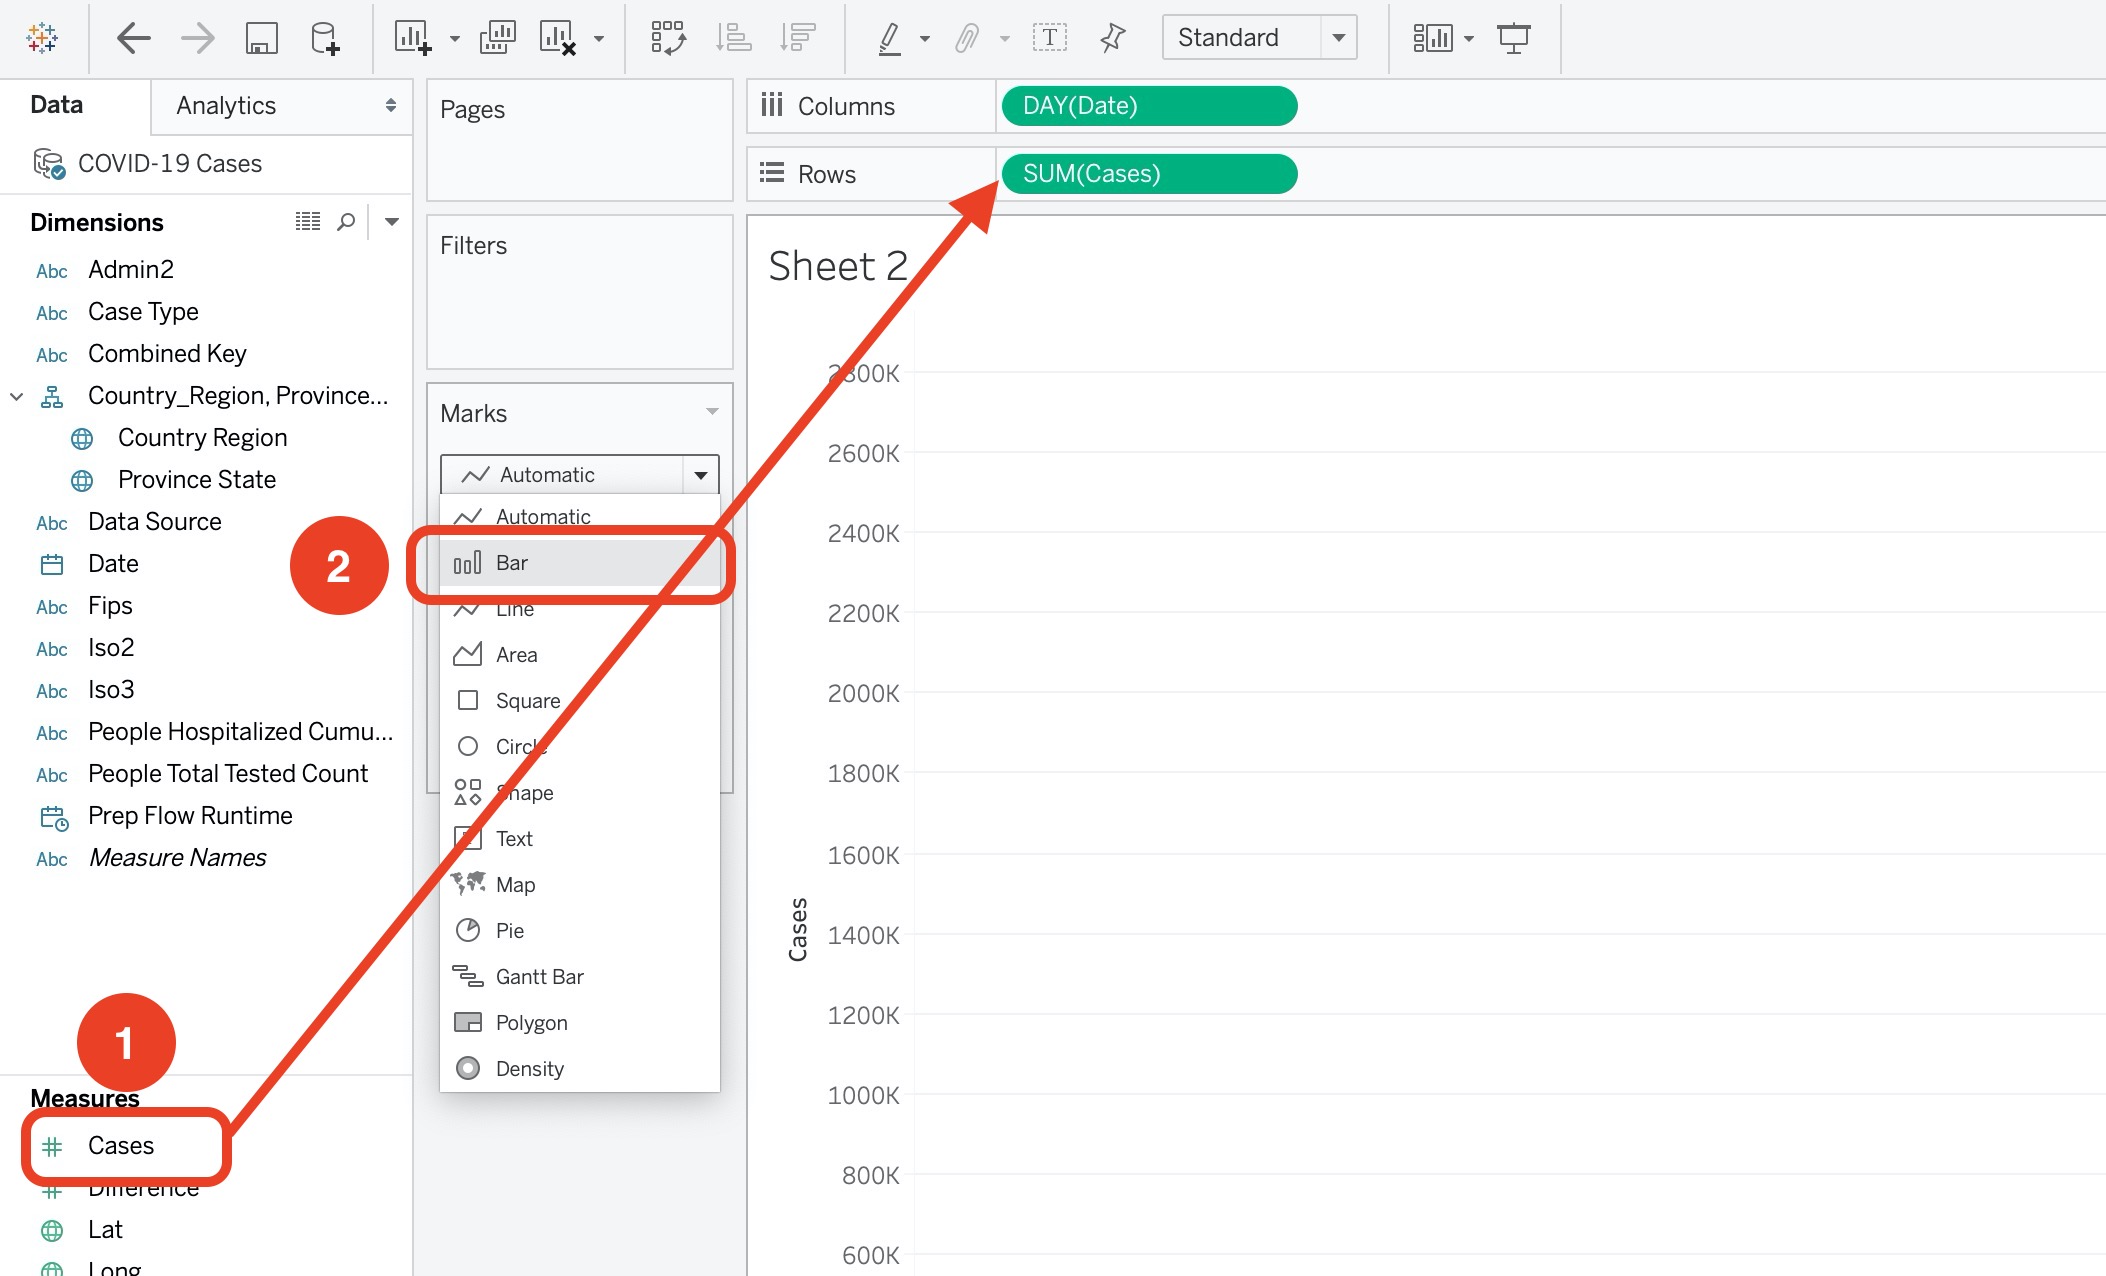 Standard
Data
Analytics
COVID-19 Cases
Dimensions
Abc Admin2
Abc Case Type
Abc Combined Key
Country_Region, Province...
Country Region
Province State
Abc Data Source
Date
Abc Fips
Abc Iso2
Abc Iso3
Abc People Hospitalized Cumu...
Abc People Total Tested Count
Prep Flow Runtime
Abc Measure Names
1
Measures
Cases
Difference
Lat
Long
Pages
Filters
Marks
Automatic
Automatic
2
Bar
Line
Area
Square
Circle
Shape
Text
Map
Pie
Gantt Bar
Polygon
Density
Columns
DAY(Date)
Rows
SUM(Cases)
Sheet 2
2800K
2600K
2400K
2200K
2000K
1800K
1600K
1400K
1200K
1000K
800K
600K
Cases